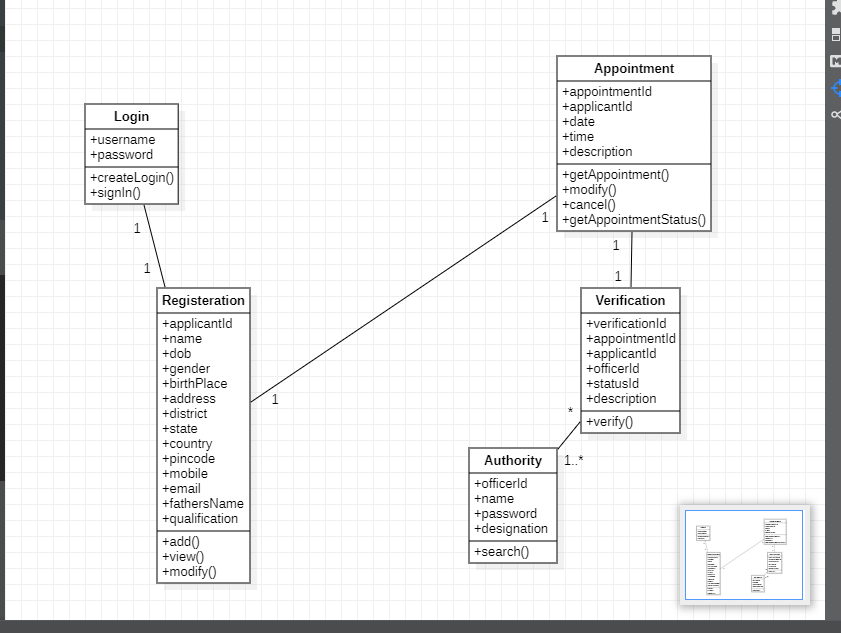 Login
+username
+password
+createLogin()
+signIn()
1
1
Registeration
+applicantId
+name
+dob
+gender
+birthPlace
+address
+district
+state
+country
+pincode
+mobile
+email
+fathersName
+qualification
+add()
+view()
+modify()
1
1
Appointment
+appointmentId
+applicantId
+date
+time
+description
+getAppointment()
+modify()
+cancel()
+getAppointmentStatus()
1
1
Verification
+verificationId
+appointmentId
+applicantId
+officerId
+statusId
+description
+verify()
*
1..*
Authority
+officerId
+name
+password
+designation
+search()